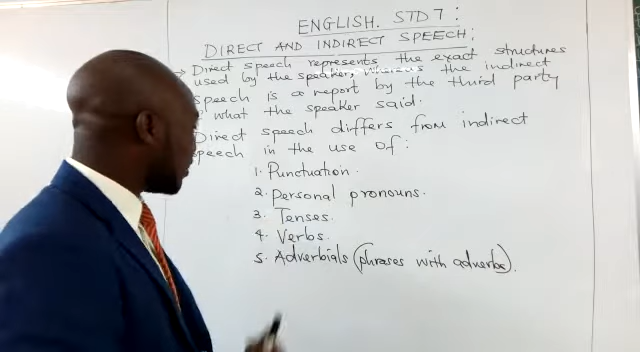 ENGLISH. STD 7:
DIRECT AND INDIRECT SPEECH;
Direct speech represents the exact structures
used by the speaker, whereas the indirect
speech is a report by the third party
what the speaker said.
Direct speech differs from indirect
speech in the use of:
1. Punctuation.
2. Personal pronouns.
3. Tenses.
4. Verbs.
5. Adverbials (phrases with adverbs).